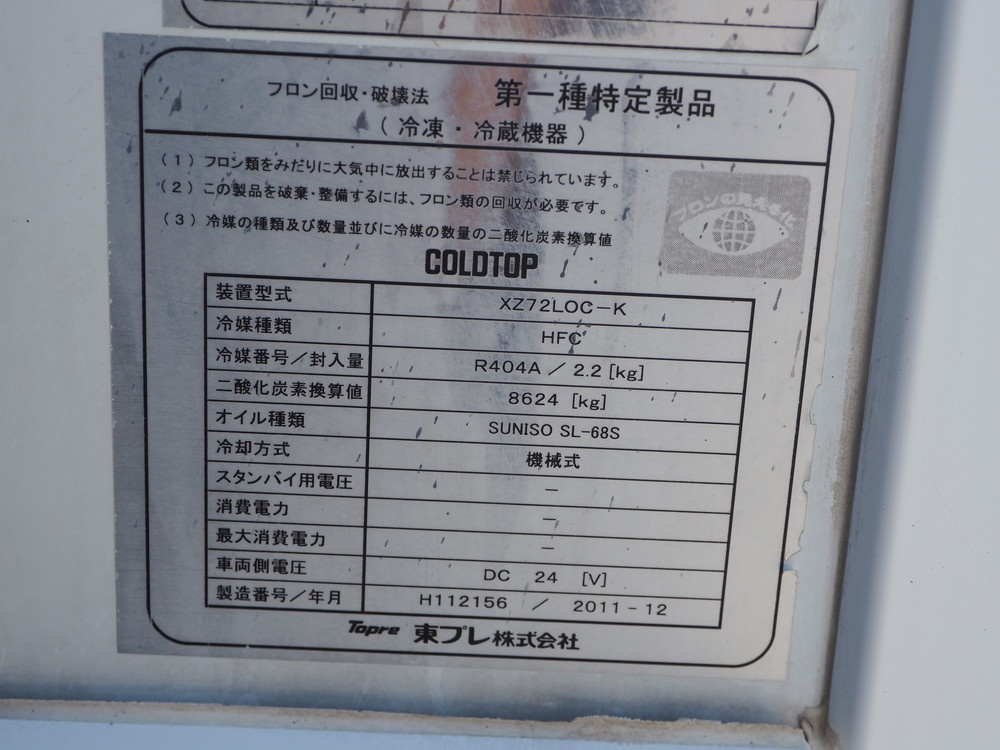 フロン回収・破壊法 第一種特定製品
（ 冷凍・冷蔵機器 ）
（1）フロン類をみだりに大気中に放出することは禁じられています。
（2）この製品を破棄・整備するには、フロン類の回収が必要です。
（3）冷媒の種類及び数量並びに冷媒の数量の二酸化炭素換算値
フロンの見える化
COLDTOP
装置型式 XZ72LOC－K
冷媒種類 HFC
冷媒番号／封入量 R404A ／ 2.2 [kg]
二酸化炭素換算値 8624 [kg]
オイル種類 SUNISO SL-68S
冷却方式 機械式
スタンバイ用電圧 －
消費電力 －
最大消費電力 －
車両側電圧 DC 24 [V]
製造番号／年月 H112156 ／ 2011－12
Topre 東プレ株式会社